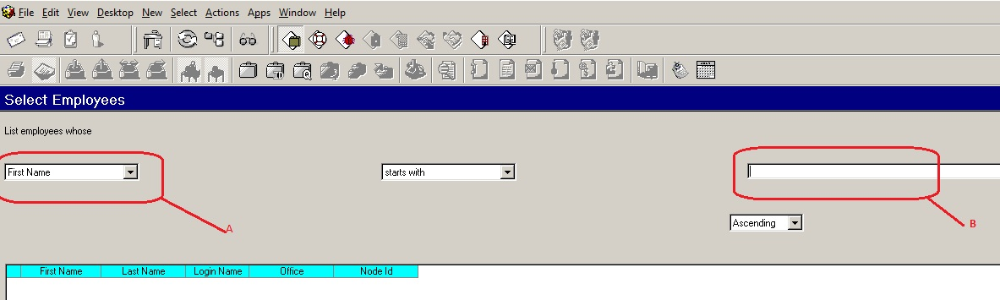 File Edit View Desktop New Select Actions Apps Window Help
Select Employees
List employees whose
First Name starts with
A
B
Ascending
First Name Last Name Login Name Office Node Id